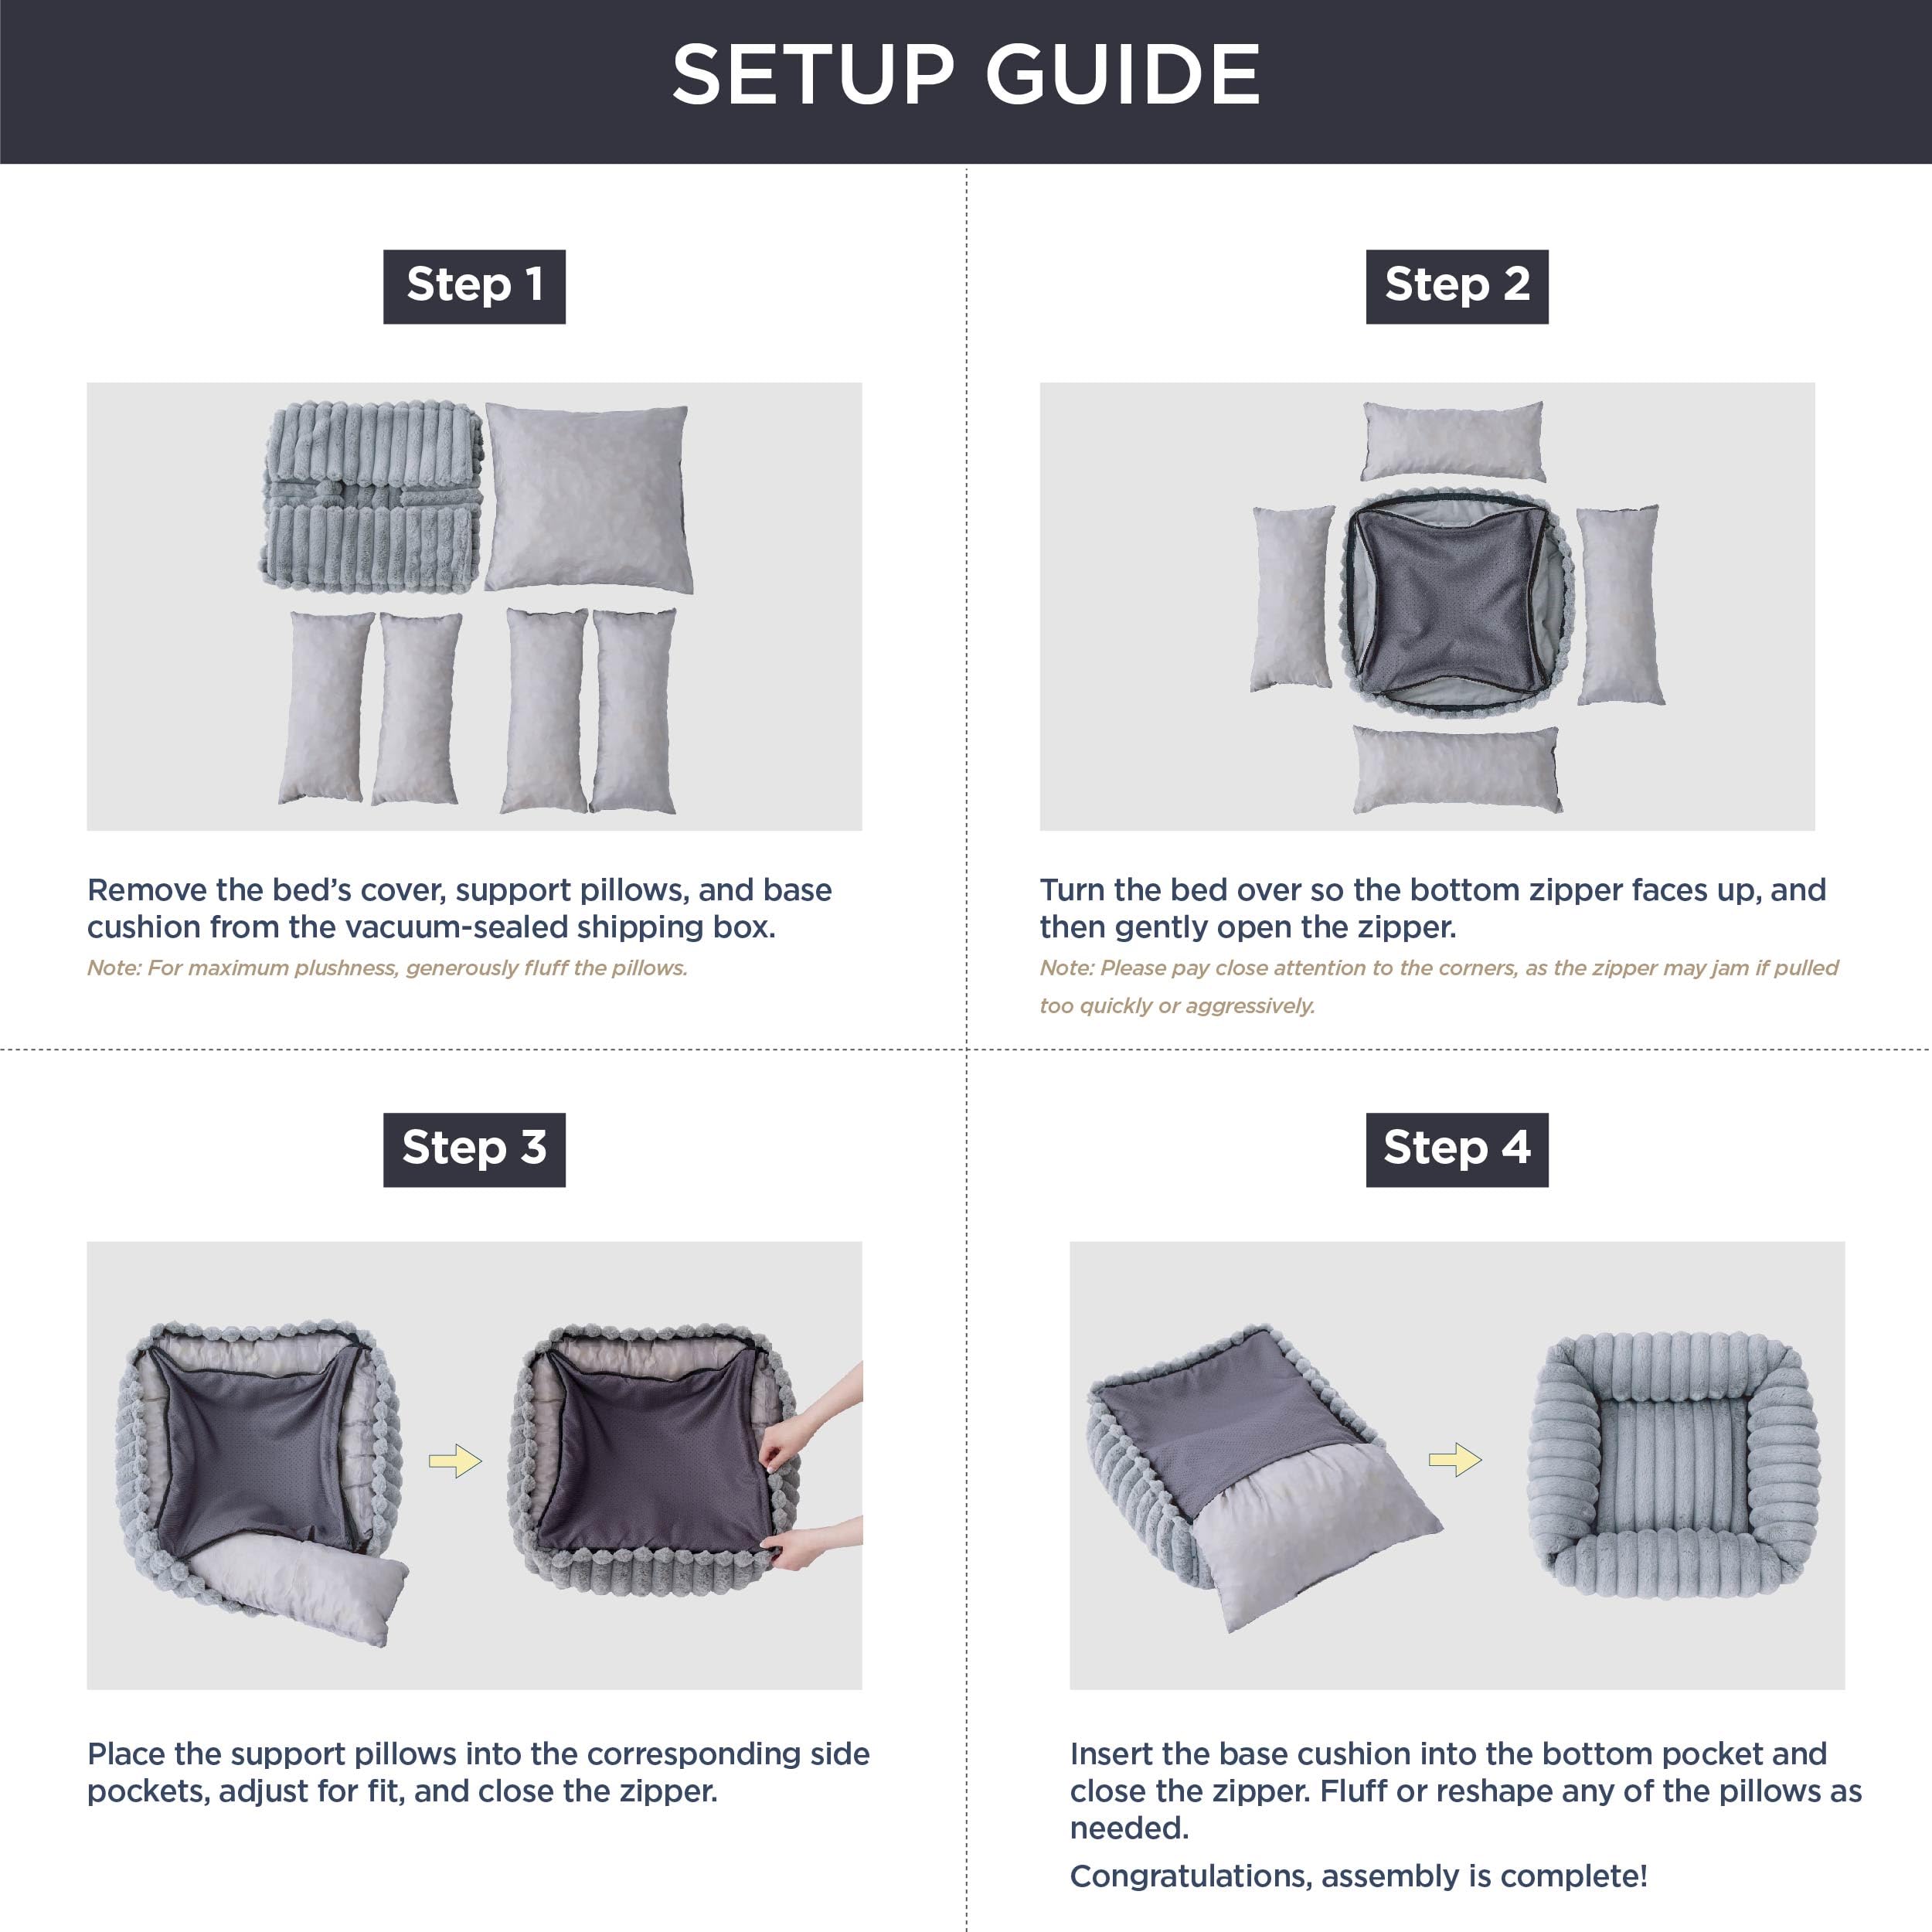 SETUP GUIDE
Step 1
Remove the bed’s cover, support pillows, and base
cushion from the vacuum-sealed shipping box.
Note: For maximum plushness, generously fluff the pillows.
Step 2
Turn the bed over so the bottom zipper faces up, and
then gently open the zipper.
Note: Please pay close attention to the corners, as the zipper may jam if pulled
too quickly or aggressively.
Step 3
Place the support pillows into the corresponding side
pockets, adjust for fit, and close the zipper.
Step 4
Insert the base cushion into the bottom pocket and
close the zipper. Fluff or reshape any of the pillows as
needed.
Congratulations, assembly is complete!